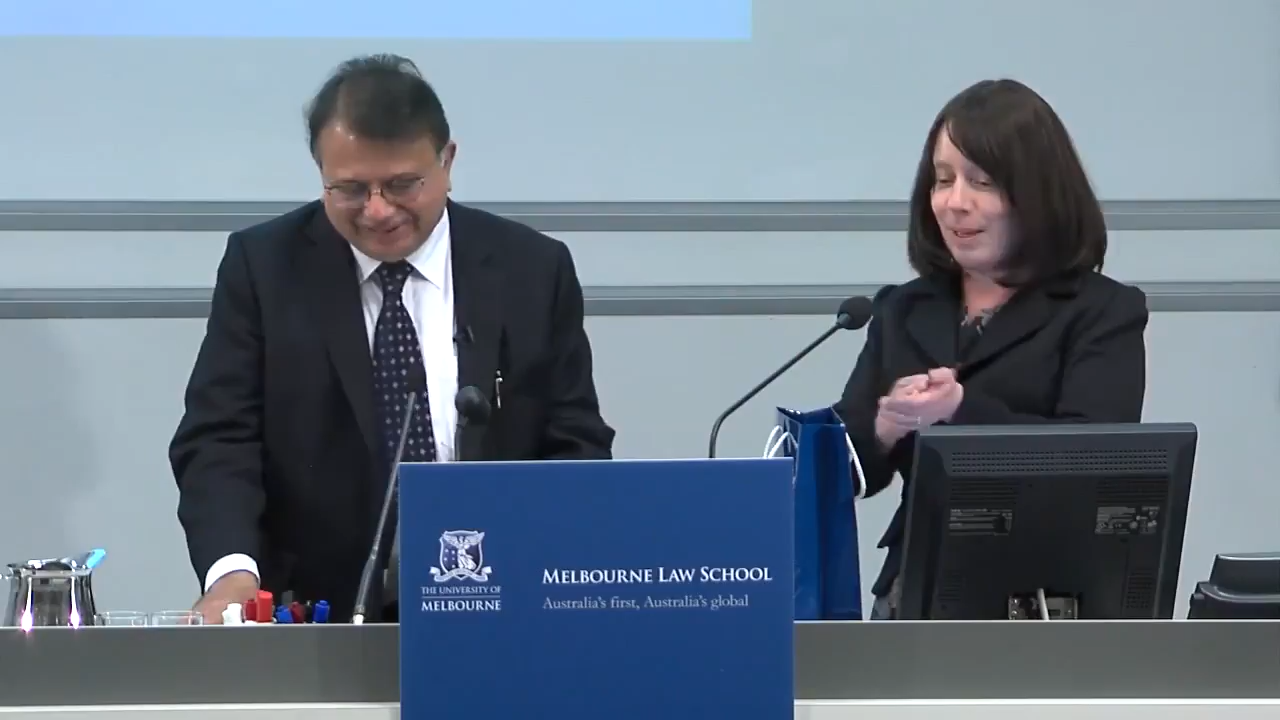 THE UNIVERSITY OF
MELBOURNE
MELBOURNE LAW SCHOOL
Australia's first, Australia's global